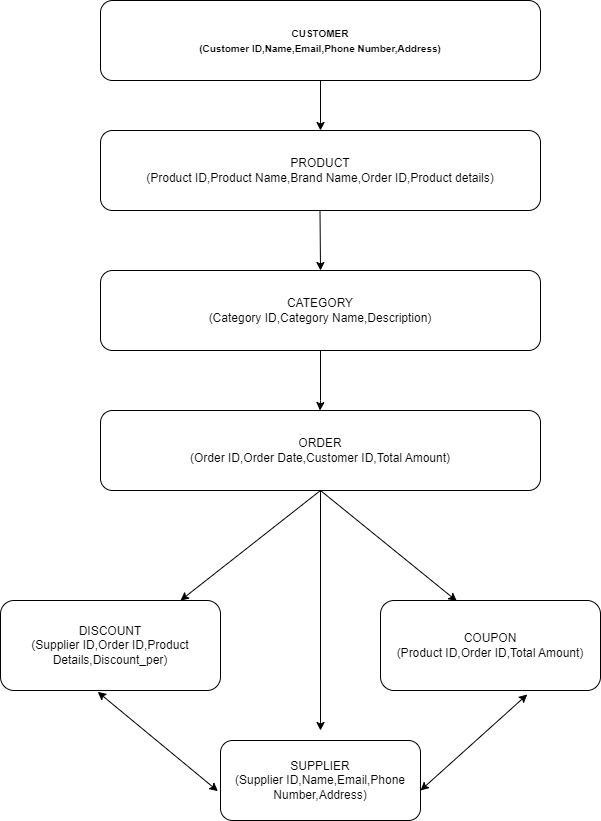 CUSTOMER
(Customer ID,Name,Email,Phone Number,Address)
PRODUCT
(Product ID,Product Name,Brand Name,Order ID,Product details)
CATEGORY
(Category ID,Category Name,Description)
ORDER
(Order ID,Order Date,Customer ID,Total Amount)
DISCOUNT
(Supplier ID,Order ID,Product
Details,Discount_per)
COUPON
(Product ID,Order ID,Total Amount)
SUPPLIER
(Supplier ID,Name,Email,Phone
Number,Address)